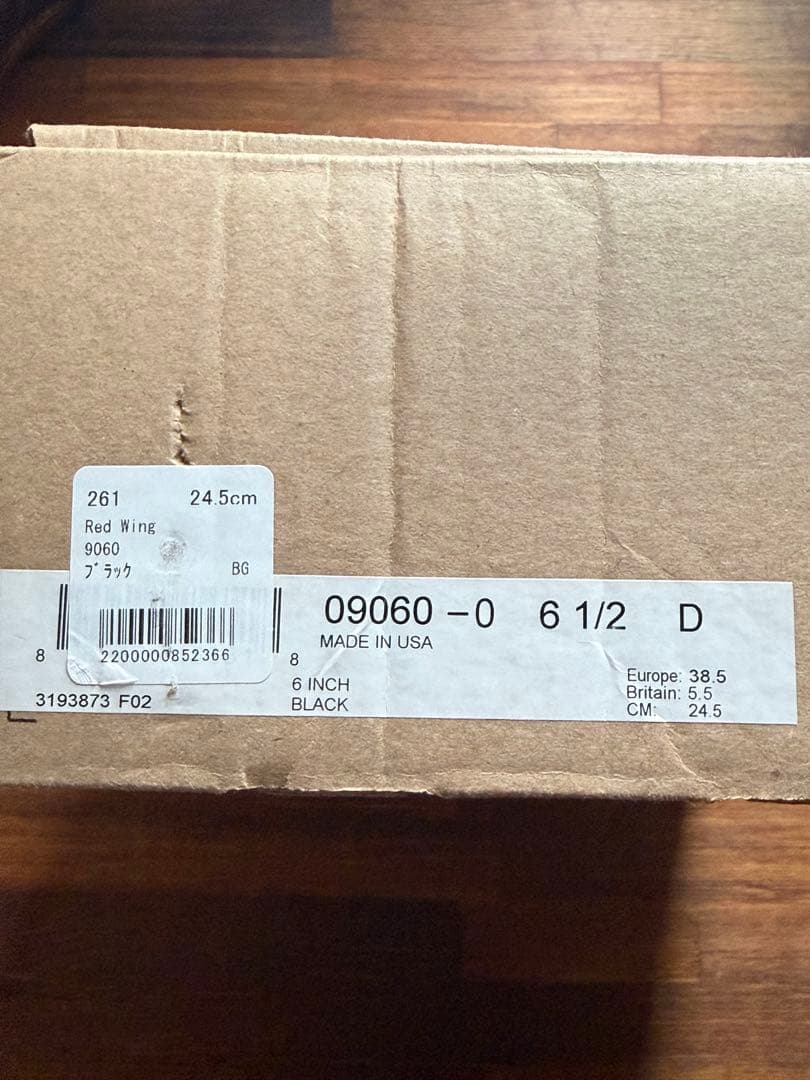 261 24.5cm
Red Wing
9060
ﾌﾞﾗｯｸ BG
2200000852366
8 8
3193873 F02
09060 -0 6 1/2 D
MADE IN USA
6 INCH
BLACK
Europe: 38.5
Britain: 5.5
CM: 24.5